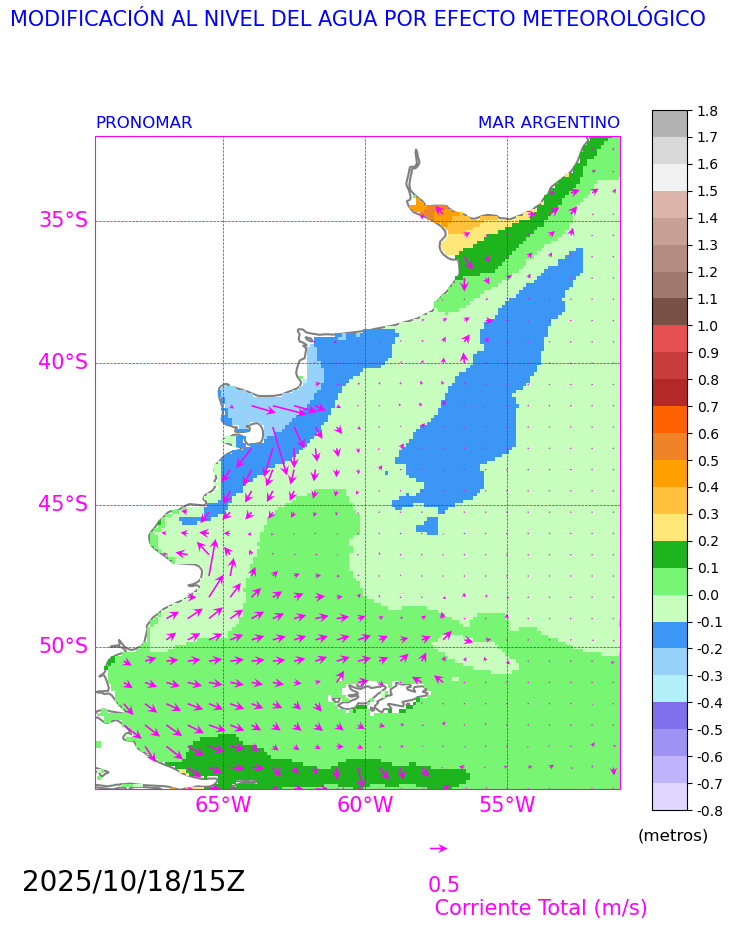 MODIFICACIÓN AL NIVEL DEL AGUA POR EFECTO METEOROLÓGICO
PRONOMAR MAR ARGENTINO
35°S
40°S
45°S
50°S
65°W 60°W 55°W
1.8
1.7
1.6
1.5
1.4
1.3
1.2
1.1
1.0
0.9
0.8
0.7
0.6
0.5
0.4
0.3
0.2
0.1
0.0
-0.1
-0.2
-0.3
-0.4
-0.5
-0.6
-0.7
-0.8
(metros)
2025/10/18/15Z
0.5
Corriente Total (m/s)